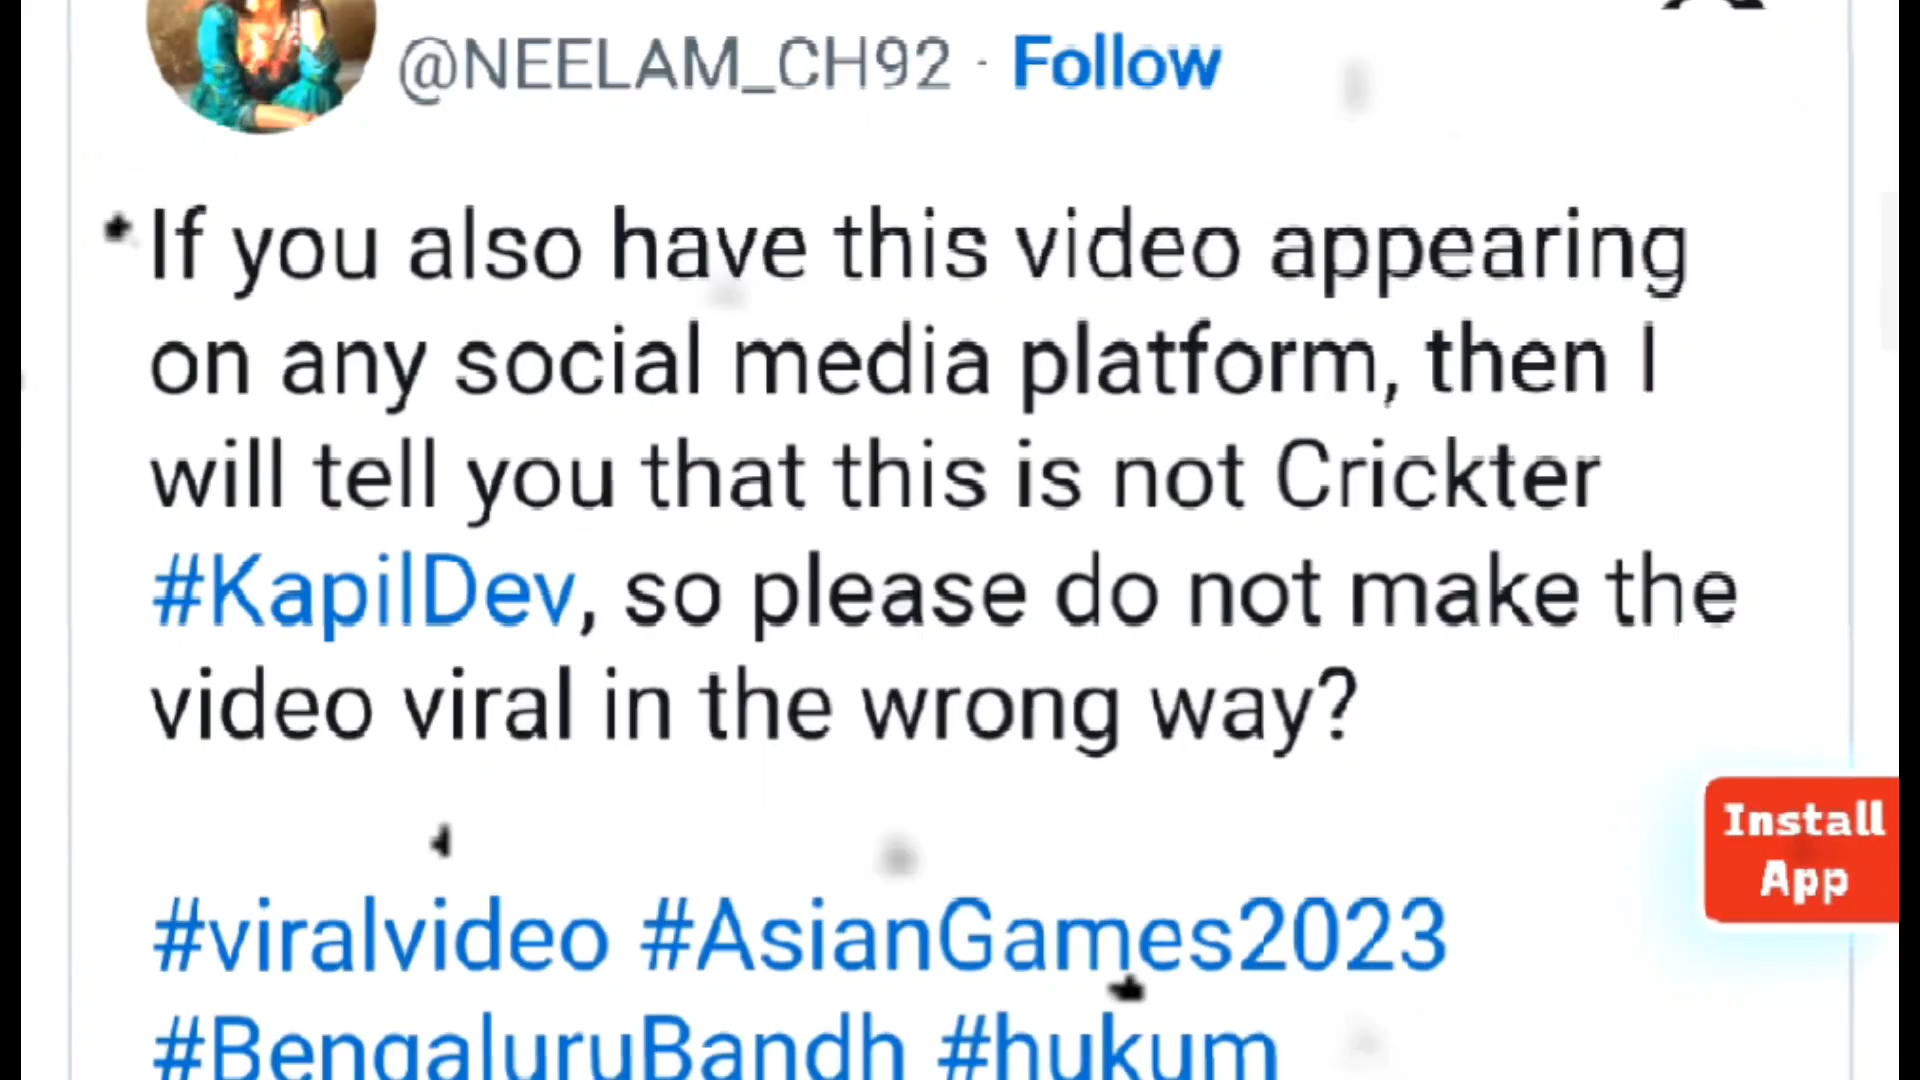 @NEELAM_CH92 · Follow
If you also have this video appearing
on any social media platform, then I
will tell you that this is not Crickter
#KapilDev, so please do not make the
video viral in the wrong way?
Install
App
#viralvideo #AsianGames2023
#BengaluruBandh #hukum